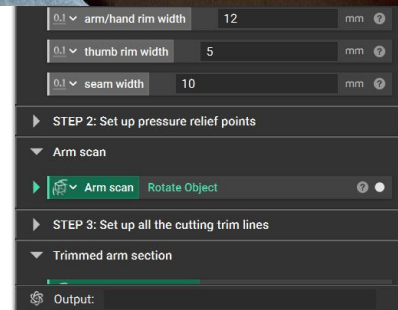 0.1 arm/hand rim width 12 mm ?
0.1 thumb rim width 5 mm ?
0.1 seam width 10 mm ?
STEP 2: Set up pressure relief points
Arm scan
Arm scan Rotate Object ?
STEP 3: Set up all the cutting trim lines
Trimmed arm section
Output: